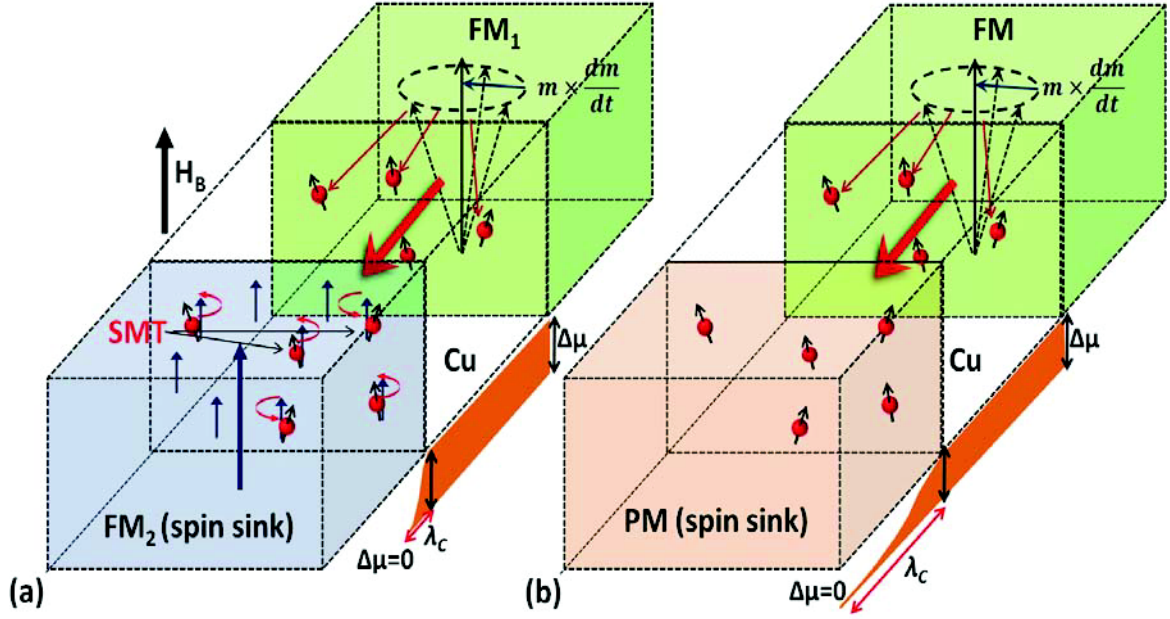 FM₁
m × dm/dt
H_B
SMT
Cu
Δμ
FM₂ (spin sink)
λ_C
Δμ=0
(a)
FM
m × dm/dt
Cu
Δμ
PM (spin sink)
λ_C
Δμ=0
(b)